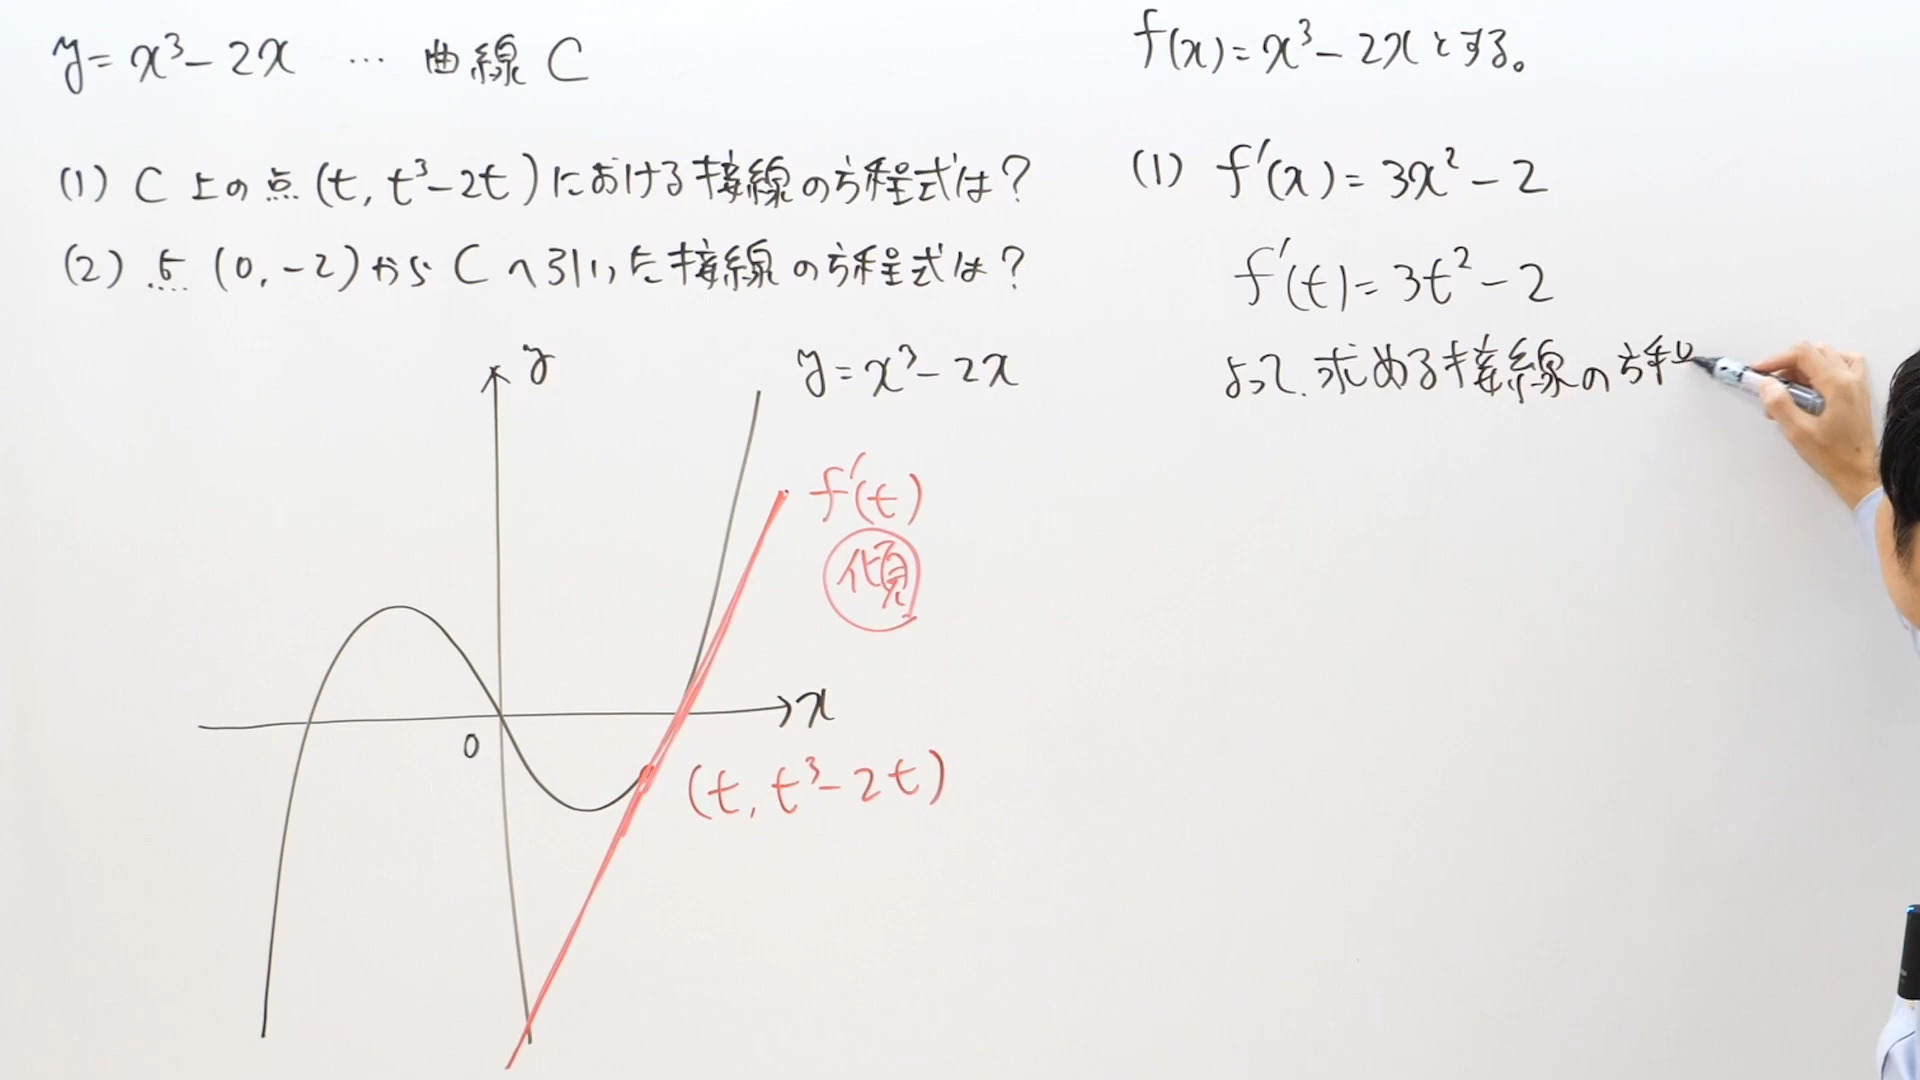 y=x³-2x … 曲線 C
(1) C 上の点(t, t³-2t)における接線の方程式は?
(2) 点(0, -2)から C へ引いた接線の方程式は?
y
y=x³-2x
f'(t)
傾
x
0
(t, t³-2t)
f(x)=x³-2xとする。
(1) f'(x)=3x²-2
f'(t)=3t²-2
よって、求める接線の方程